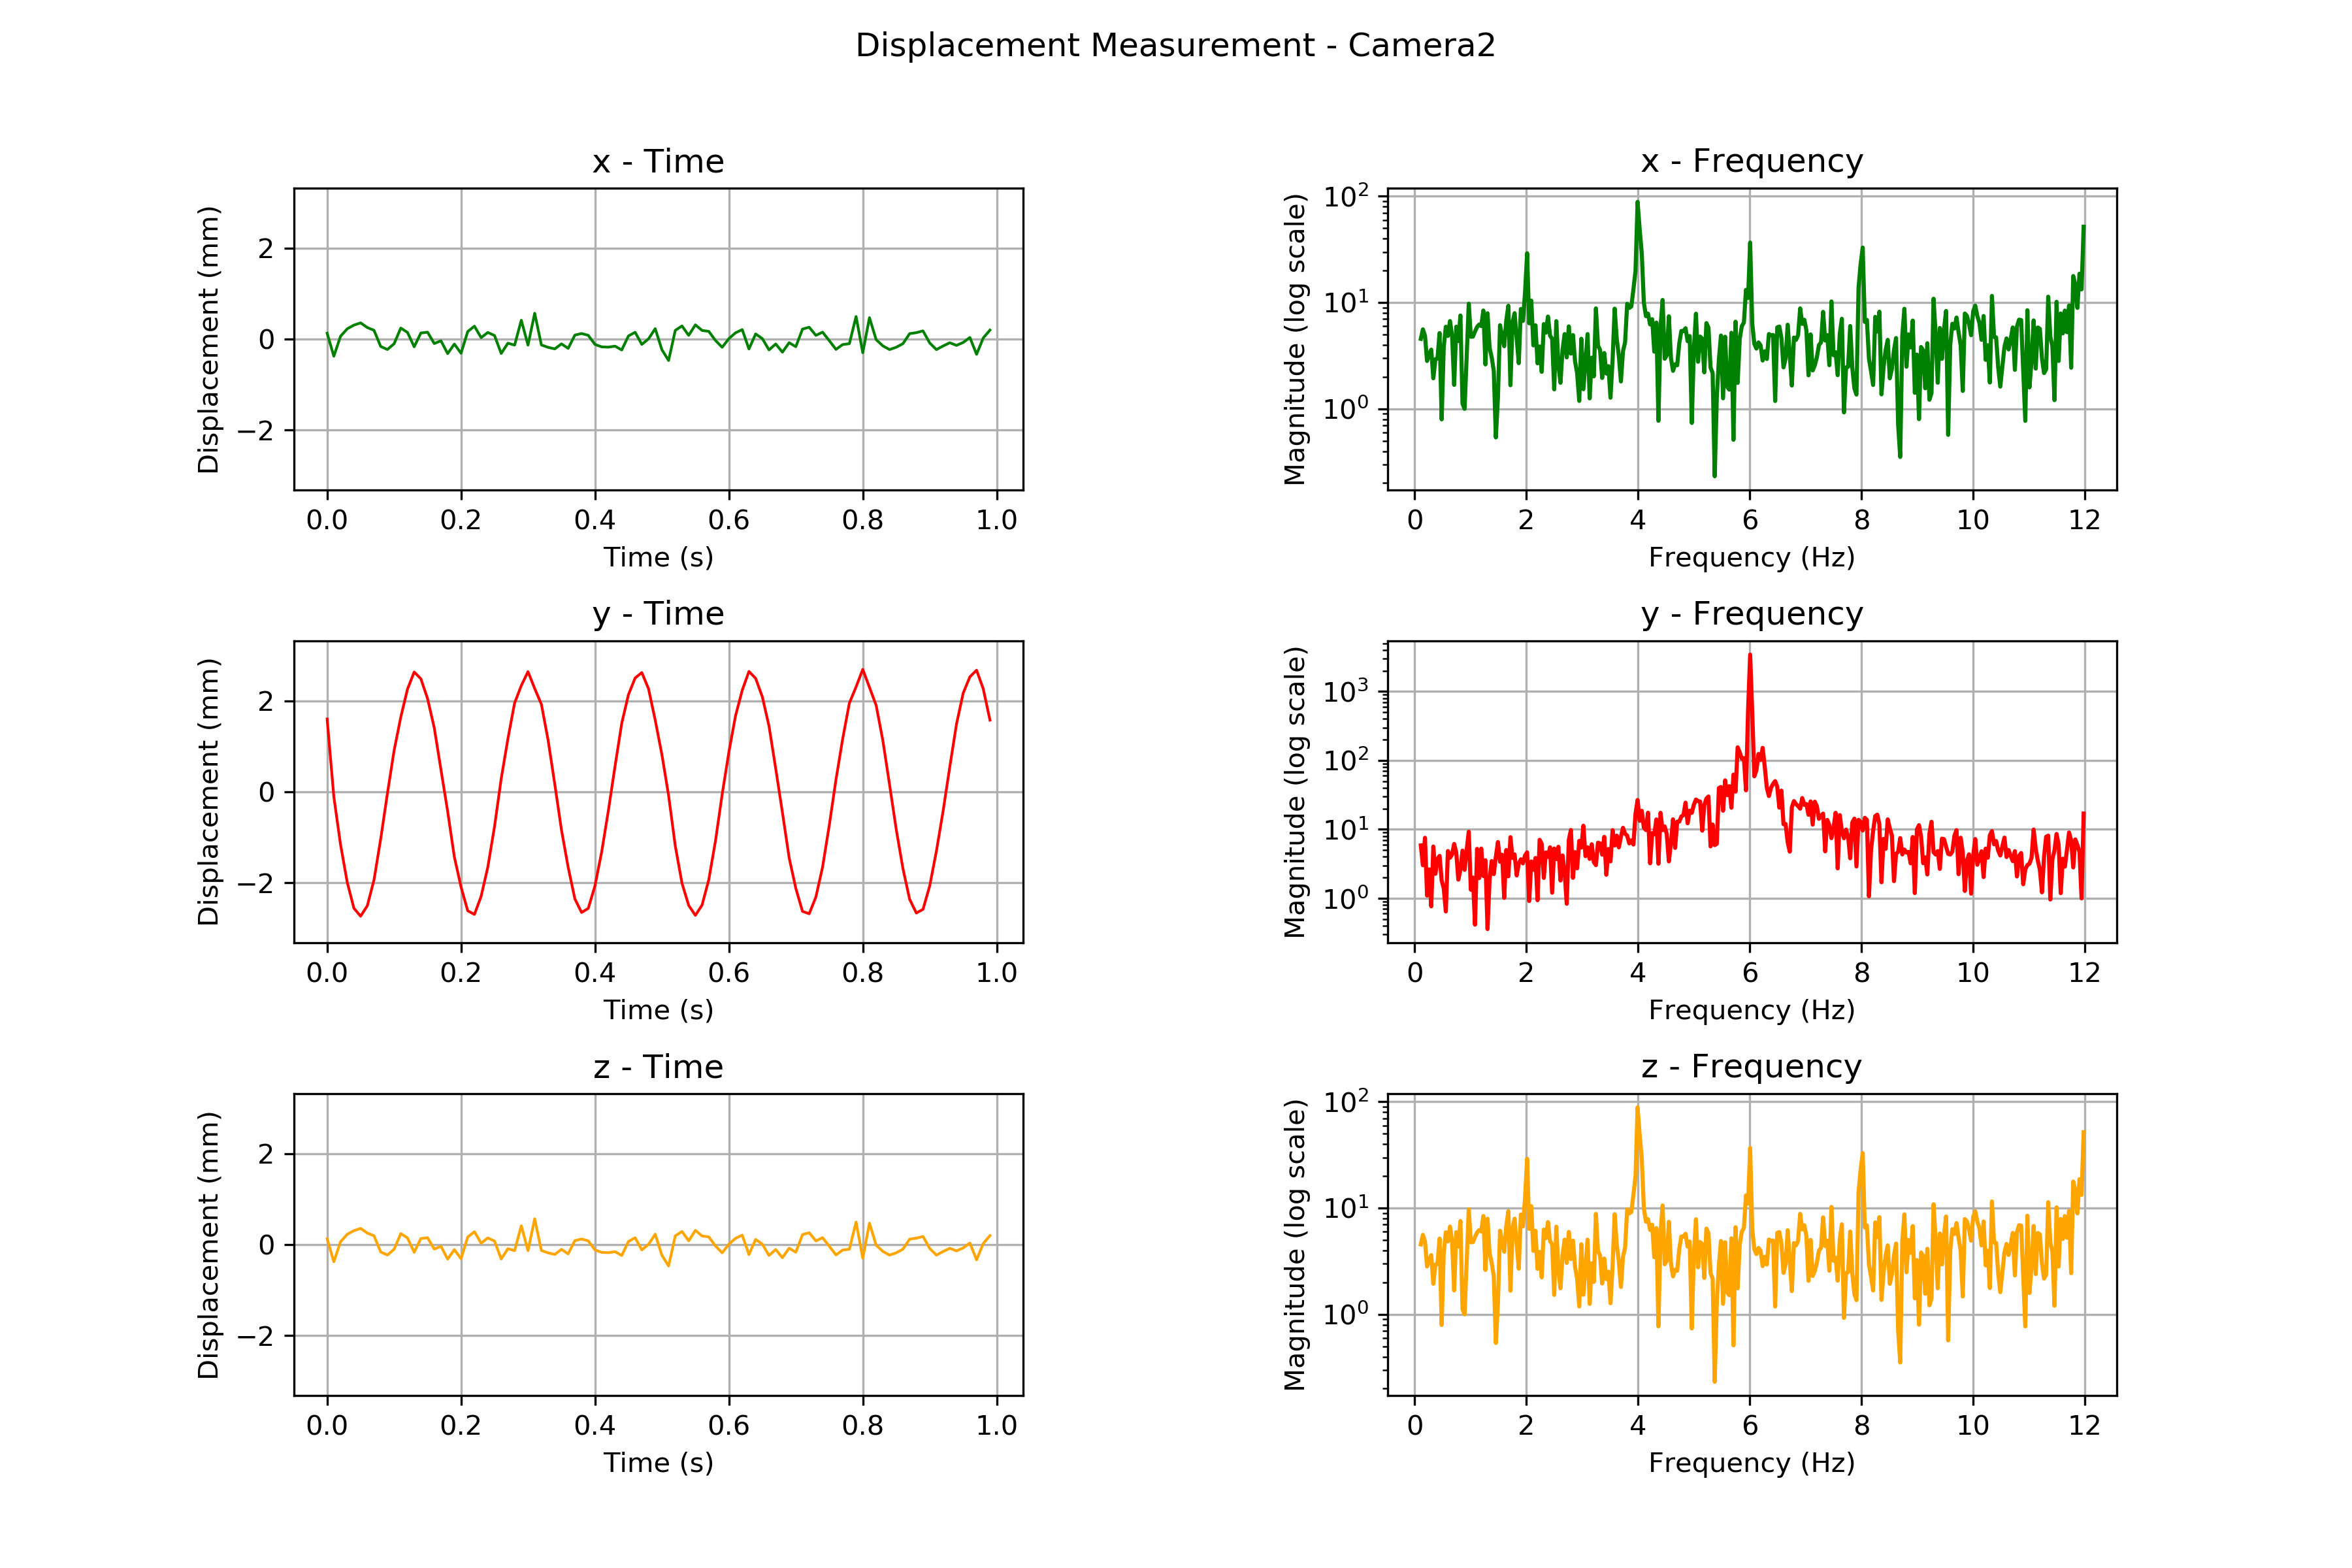 Displacement Measurement - Camera2
x - Time
Displacement (mm)
2
0
−2
0.0 0.2 0.4 0.6 0.8 1.0
Time (s)
x - Frequency
Magnitude (log scale)
10²
10¹
10⁰
0 2 4 6 8 10 12
Frequency (Hz)
y - Time
Displacement (mm)
2
0
−2
0.0 0.2 0.4 0.6 0.8 1.0
Time (s)
y - Frequency
Magnitude (log scale)
10³
10²
10¹
10⁰
0 2 4 6 8 10 12
Frequency (Hz)
z - Time
Displacement (mm)
2
0
−2
0.0 0.2 0.4 0.6 0.8 1.0
Time (s)
z - Frequency
Magnitude (log scale)
10²
10¹
10⁰
0 2 4 6 8 10 12
Frequency (Hz)